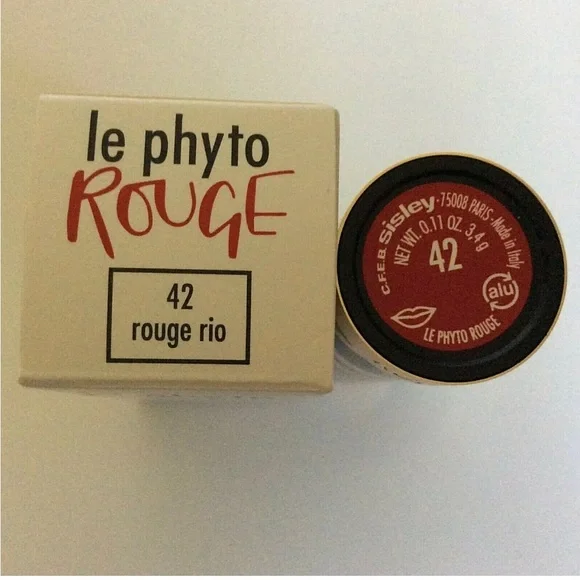 le phyto
ROUGE
42
rouge rio
C.F.E.B. Sisley·75008 PARIS-Made in Italy
NET WT. 0.11 OZ. 3,4 g
42
alu
LE PHYTO ROUGE